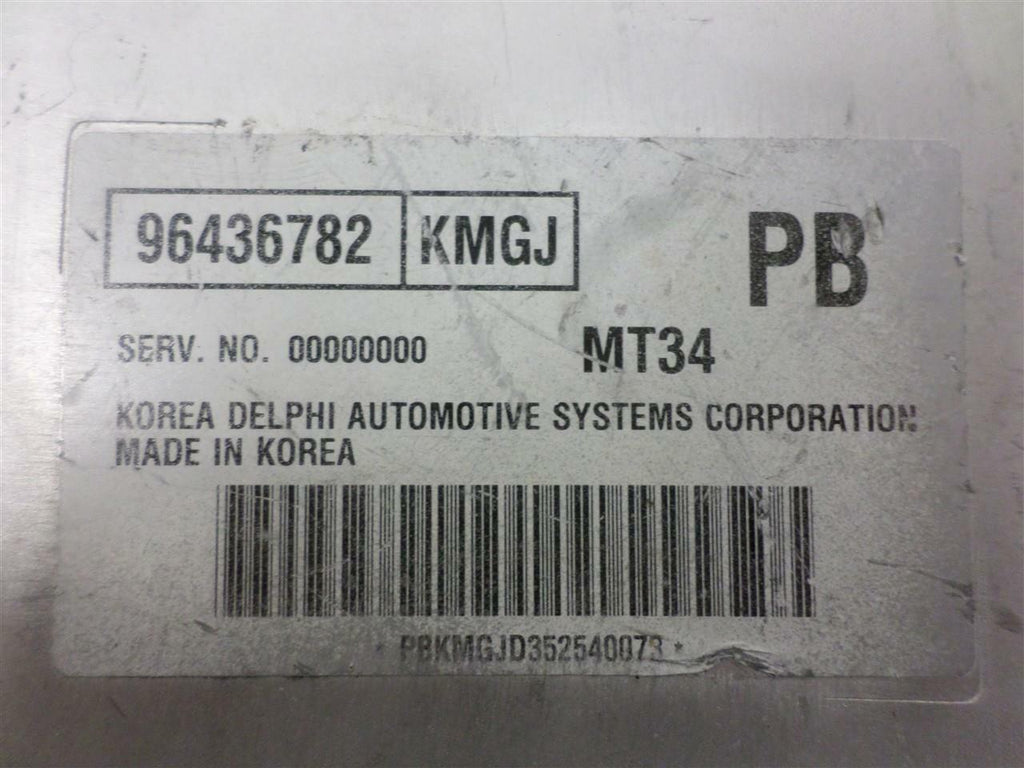 96436782 KMGJ PB
SERV. NO. 00000000 MT34
KOREA DELPHI AUTOMOTIVE SYSTEMS CORPORATION
MADE IN KOREA
* PBKMGJD352540073 *